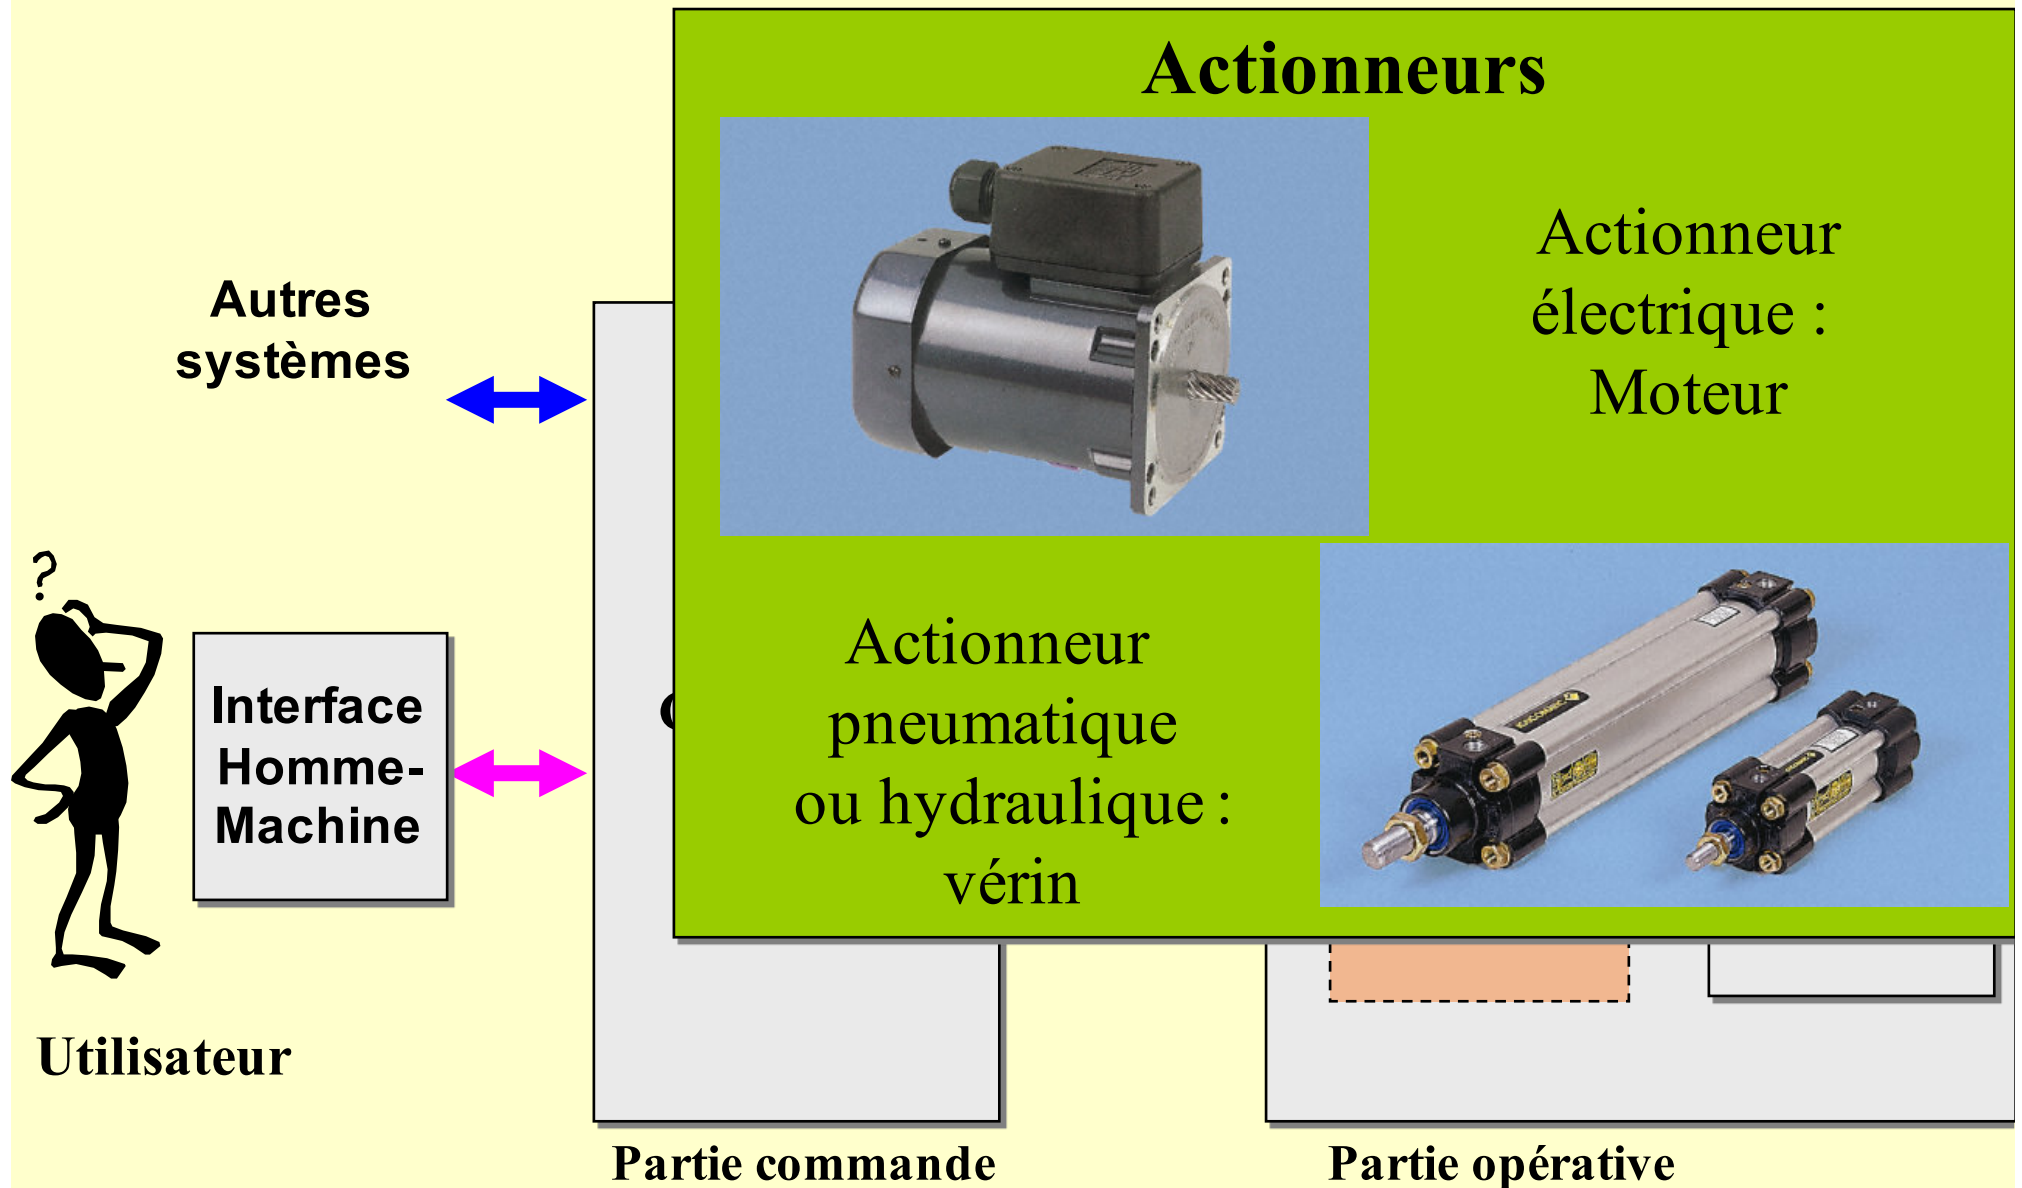 Actionneurs
Actionneur
électrique :
Moteur
Autres
systèmes
?
Interface
Homme-
Machine
Actionneur
pneumatique
ou hydraulique :
vérin
Utilisateur
Partie commande
Partie opérative